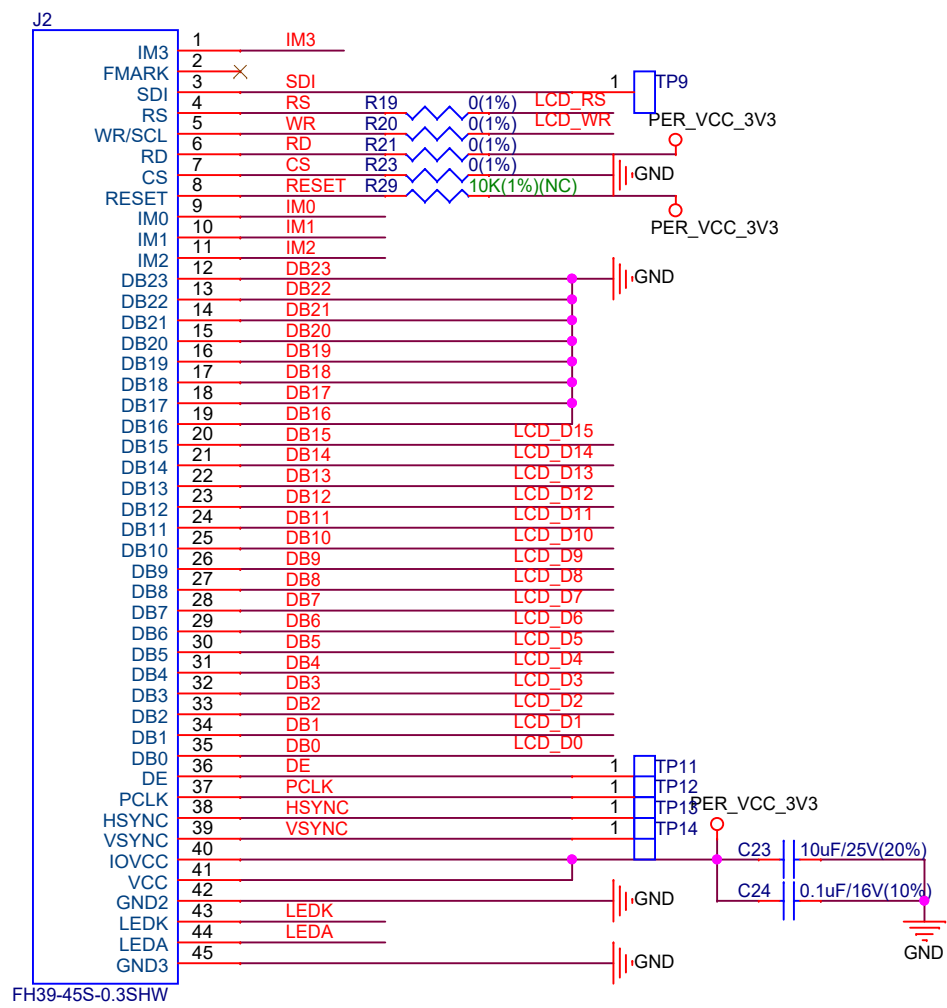 J2
1 IM3
IM3
2
FMARK
3 SDI 1 TP9
SDI
4 RS R19 0(1%) LCD_RS
RS
5 WR R20 0(1%) LCD_WR PER_VCC_3V3
WR/SCL
6 RD R21 0(1%)
RD
7 CS R23 0(1%) GND
CS
8 RESET R29 10K(1%)(NC)
RESET
9 IM0 PER_VCC_3V3
IM0
10 IM1
IM1
11 IM2
IM2
12 DB23 GND
DB23
13 DB22
DB22
14 DB21
DB21
15 DB20
DB20
16 DB19
DB19
17 DB18
DB18
18 DB17
DB17
19 DB16
DB16
20 DB15 LCD_D15
DB15
21 DB14 LCD_D14
DB14
22 DB13 LCD_D13
DB13
23 DB12 LCD_D12
DB12
24 DB11 LCD_D11
DB11
25 DB10 LCD_D10
DB10
26 DB9 LCD_D9
DB9
27 DB8 LCD_D8
DB8
28 DB7 LCD_D7
DB7
29 DB6 LCD_D6
DB6
30 DB5 LCD_D5
DB5
31 DB4 LCD_D4
DB4
32 DB3 LCD_D3
DB3
33 DB2 LCD_D2
DB2
34 DB1 LCD_D1
DB1
35 DB0 LCD_D0
DB0
36 DE 1 TP11
DE
37 PCLK 1 TP12
PCLK
38 HSYNC 1 TP13 PER_VCC_3V3
HSYNC
39 VSYNC 1 TP14
VSYNC
40 C23 10uF/25V(20%)
IOVCC
41
VCC
42 C24 0.1uF/16V(10%)
GND2 GND
43 LEDK
LEDK
44 LEDA
LEDA GND
45
GND3 GND
FH39-45S-0.3SHW